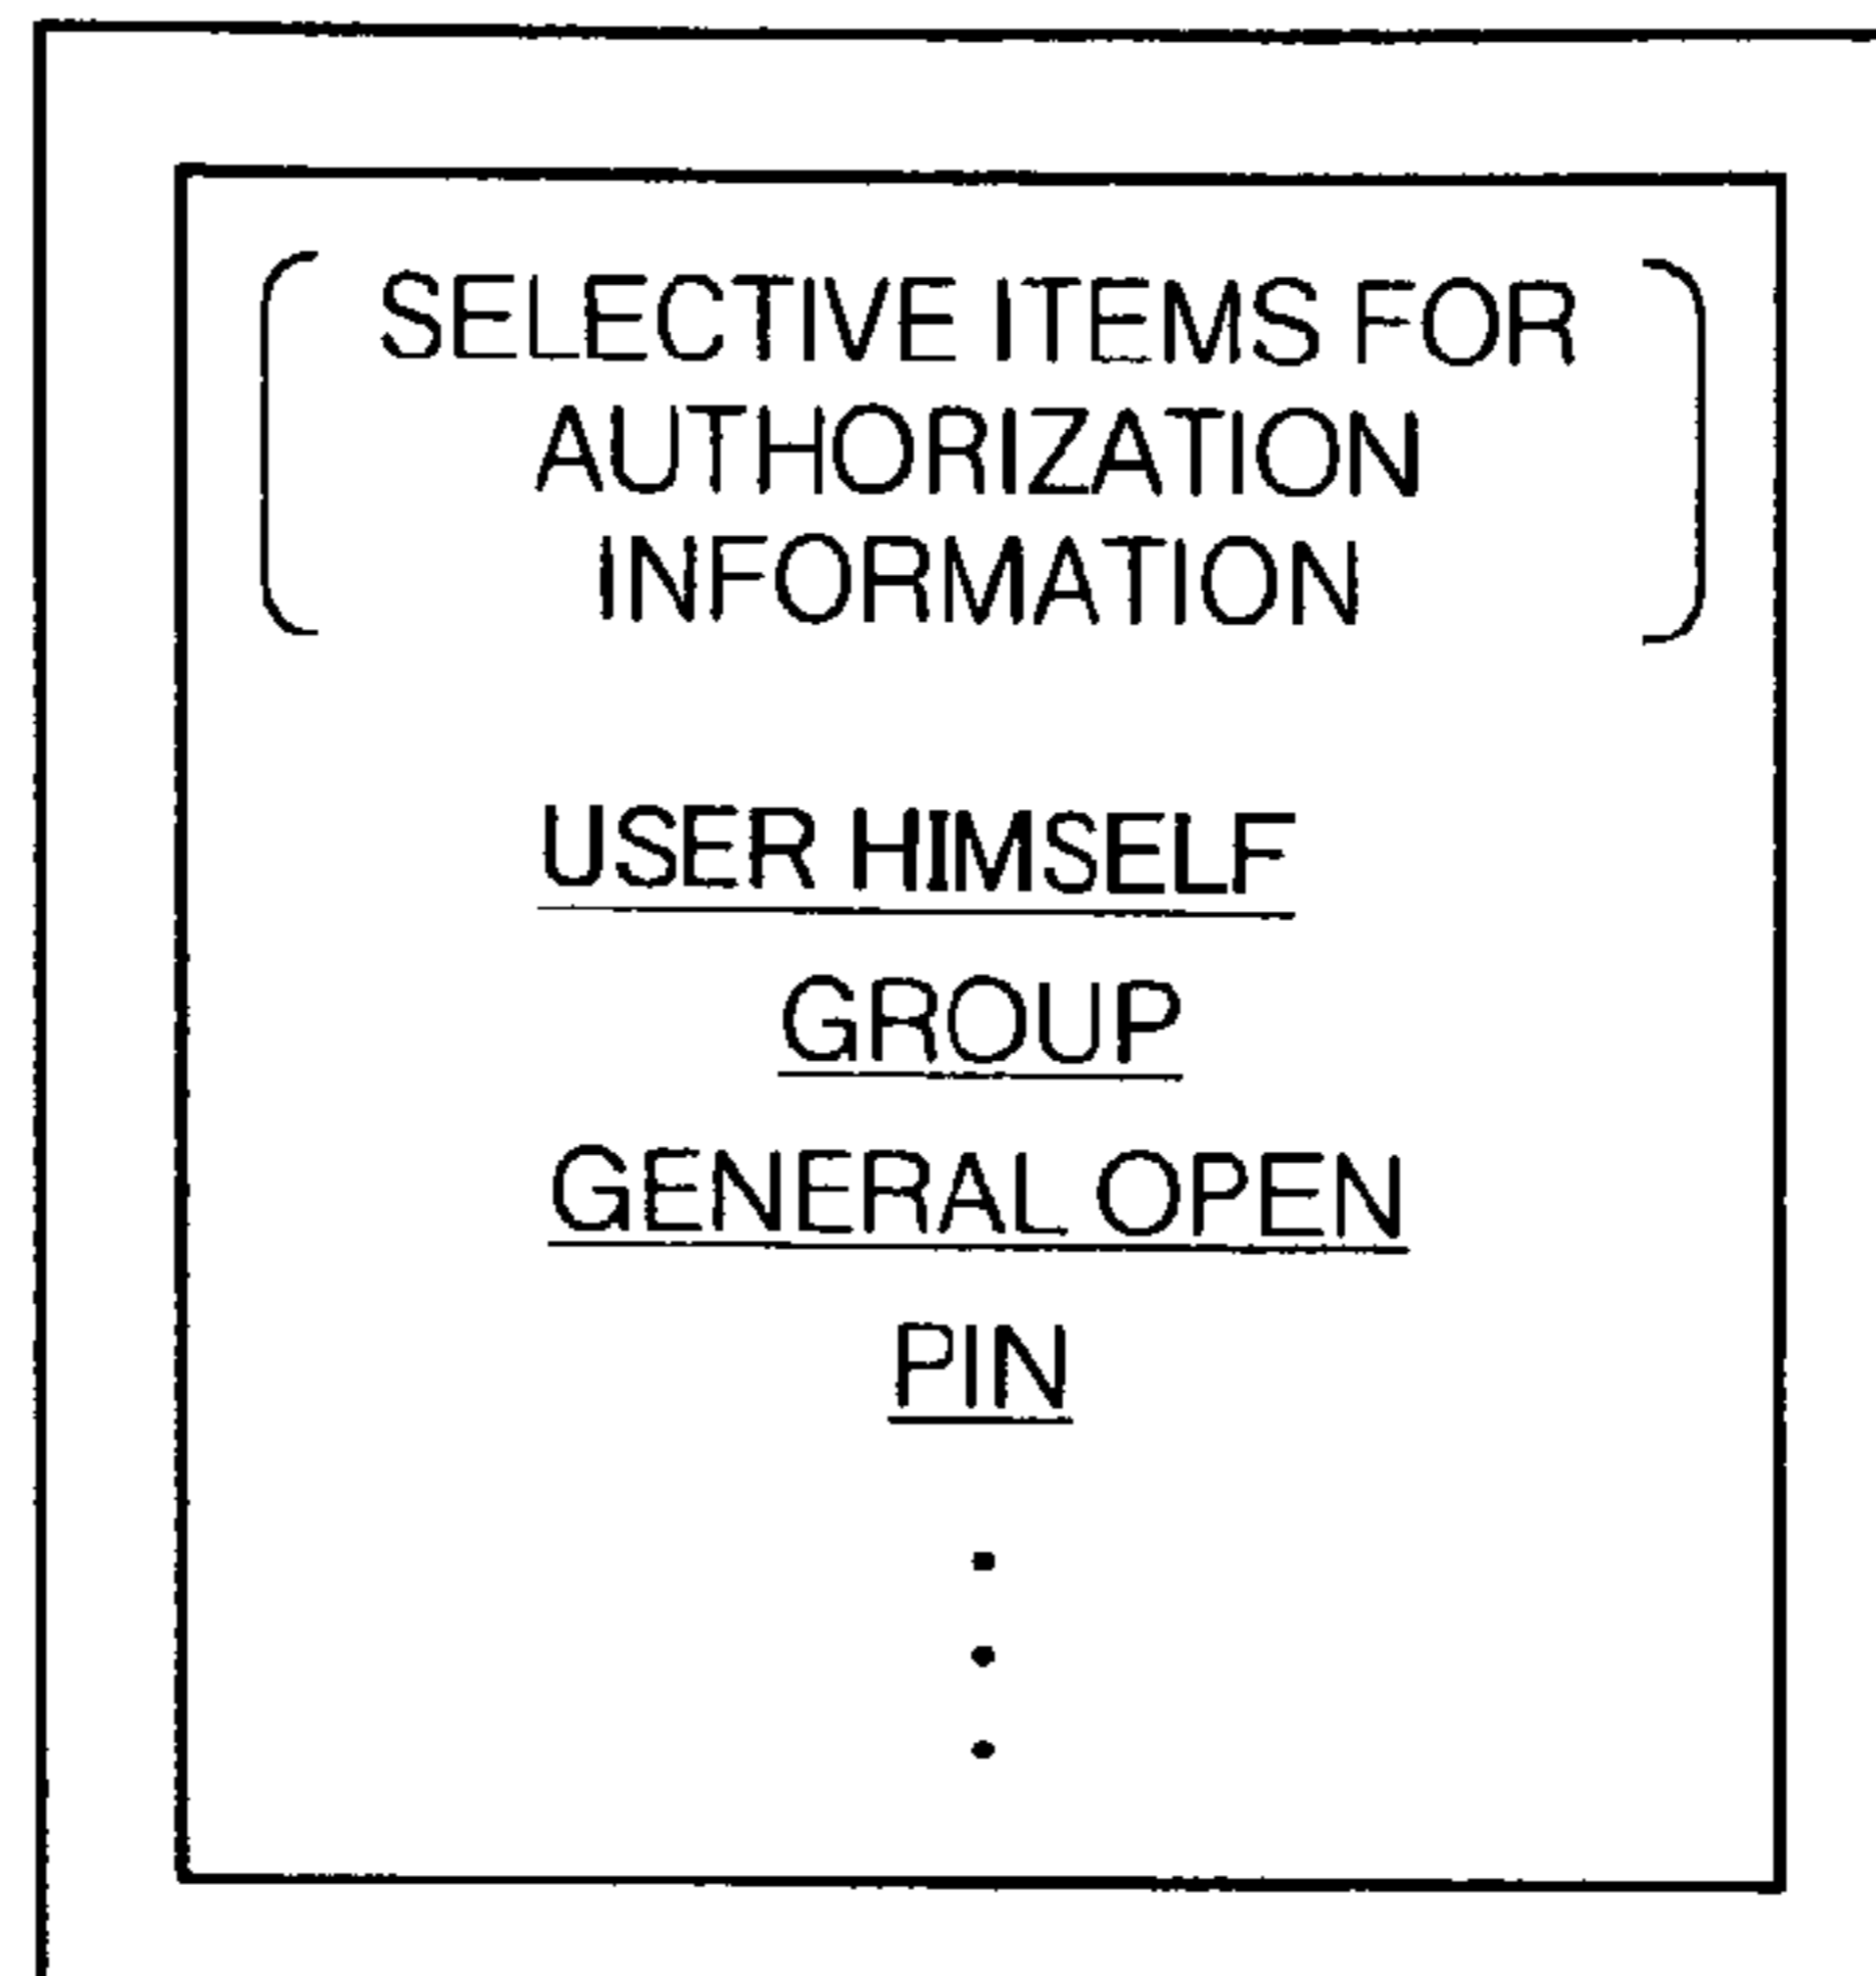 SELECTIVE ITEMS FOR
AUTHORIZATION
INFORMATION
USER HIMSELF
GROUP
GENERAL OPEN
PIN